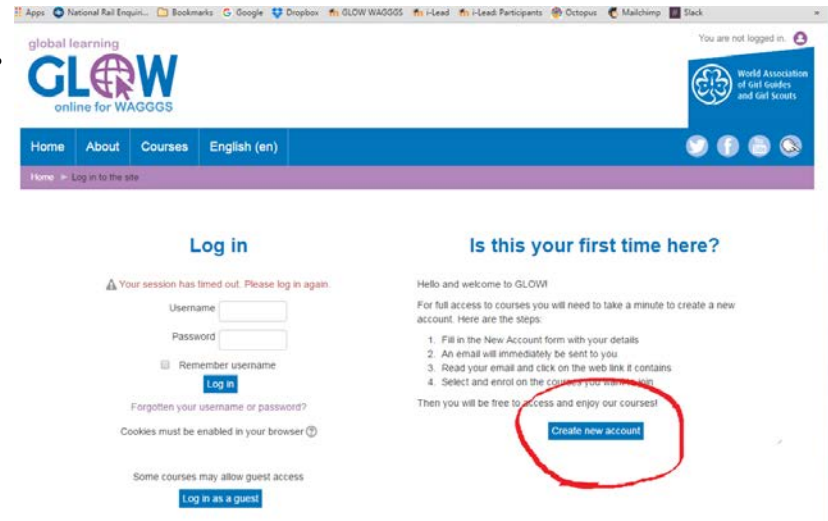 Apps National Rail Enquiri... Bookmarks Google Dropbox GLOW WAGGGS i-Lead i-Lead: Participants Octopus Mailchimp Slack »
You are not logged in.
global learning
GLOW
online for WAGGGS
World Association
of Girl Guides
and Girl Scouts
Home About Courses English (en)
Home ► Log in to the site
Log in
Your session has timed out. Please log in again.
Username
Password
Remember username
Log in
Forgotten your username or password?
Cookies must be enabled in your browser
Some courses may allow guest access
Log in as a guest
Is this your first time here?
Hello and welcome to GLOW!
For full access to courses you will need to take a minute to create a new
account. Here are the steps:
1. Fill in the New Account form with your details
2. An email will immediately be sent to you
3. Read your email and click on the web link it contains
4. Select and enrol on the courses you want to join
Then you will be free to access and enjoy our courses!
Create new account